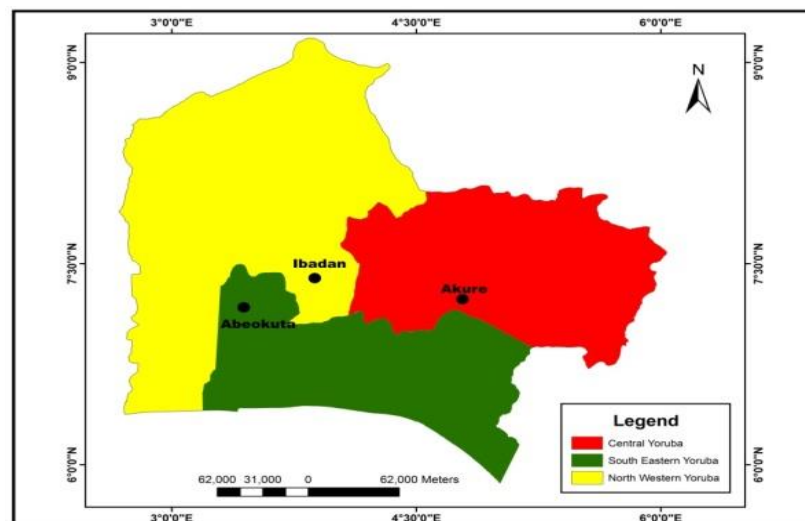 3°0'0"E 4°30'0"E 6°0'0"E
9°0'0"N 9°0'0"N
N
7°30'0"N 7°30'0"N
Ibadan
Akure
Abeokuta
Legend
Central Yoruba
South Eastern Yoruba
North Western Yoruba
6°0'0"N 6°0'0"N
62,000 31,000 0 62,000 Meters
3°0'0"E 4°30'0"E 6°0'0"E